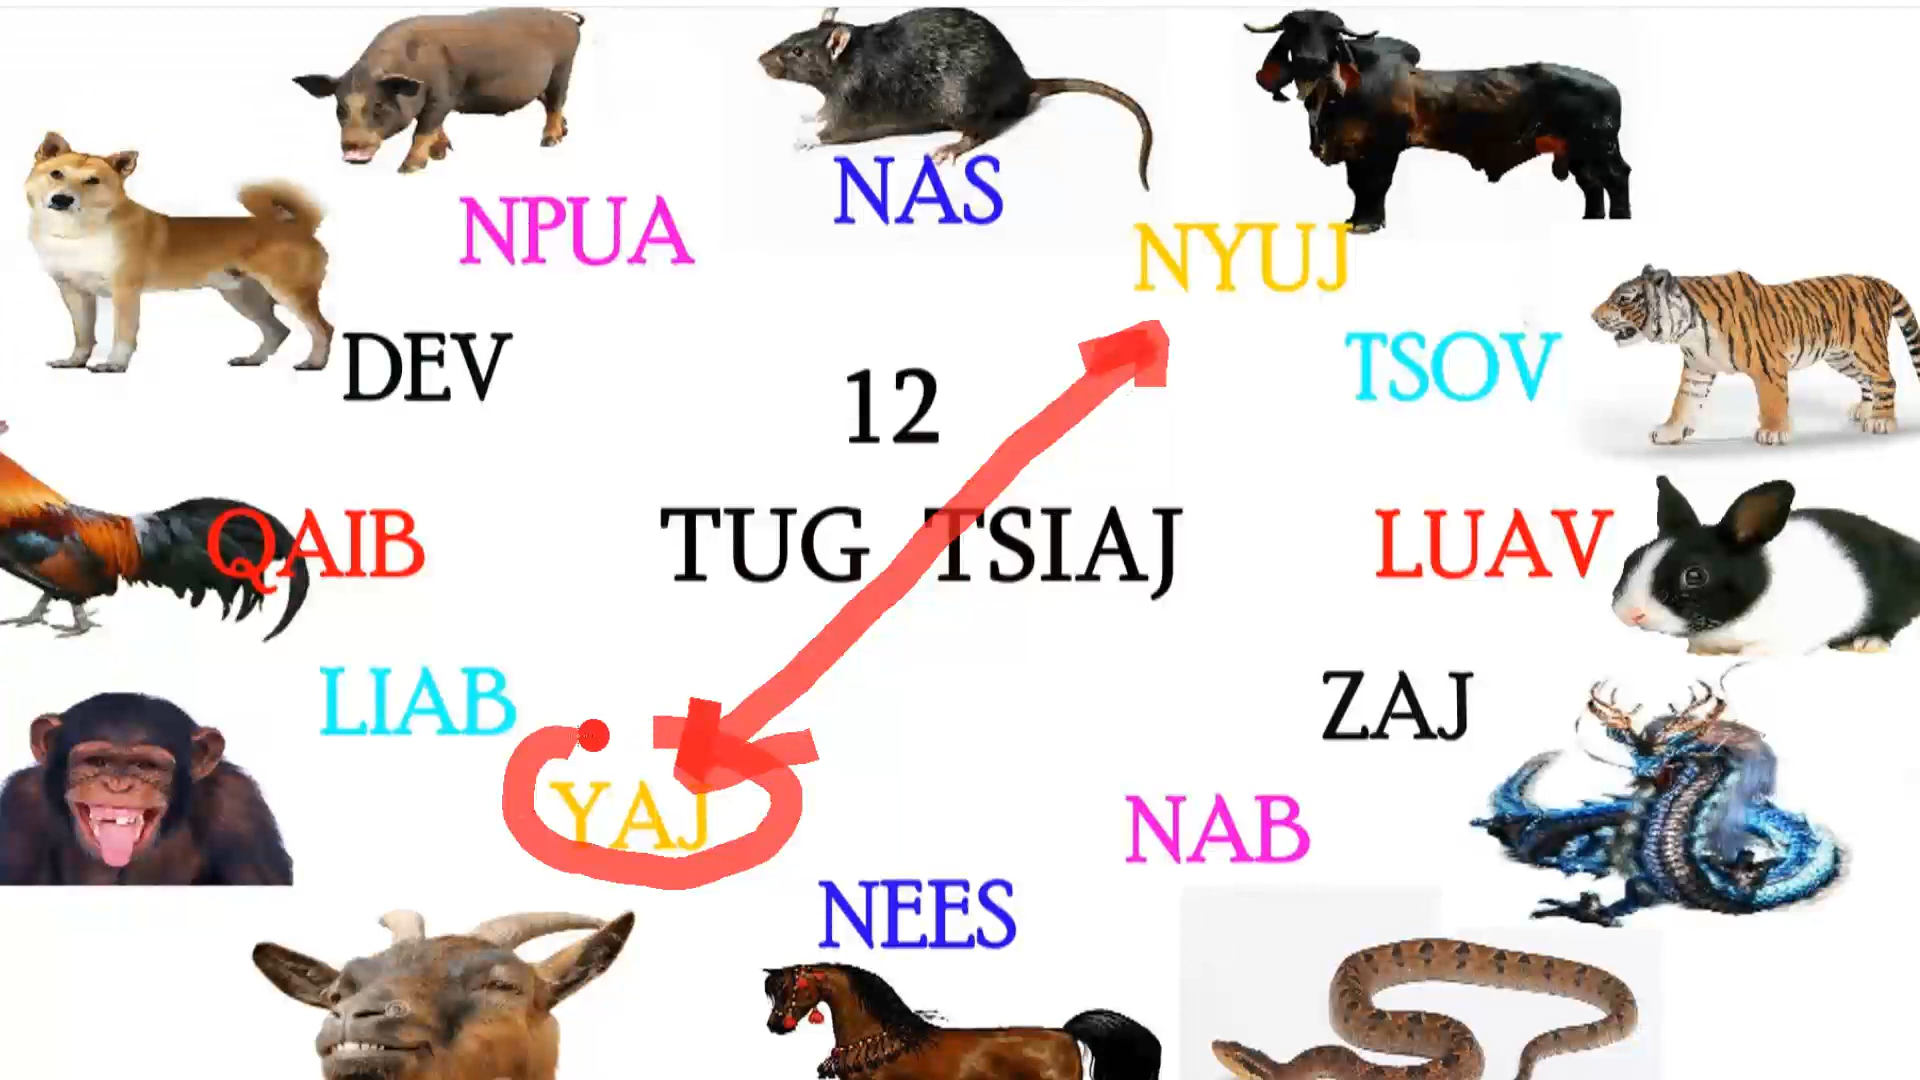 NAS
NPUA
NYUJ
DEV
TSOV
12
TUG TSIAJ
QAIB
LUAV
LIAB
ZAJ
YAJ
NAB
NEES